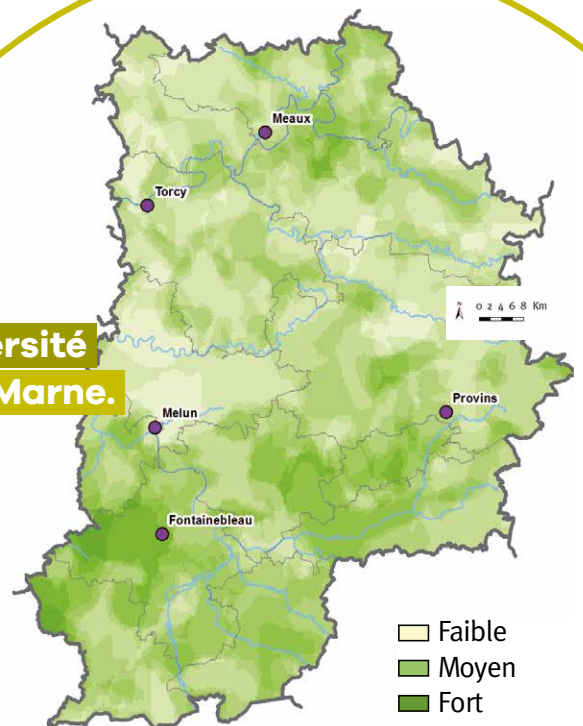 Meaux
Torcy
N
0 2 4 6 8 Km
ersité
Marne.
Provins
Melun
Fontainebleau
Faible
Moyen
Fort